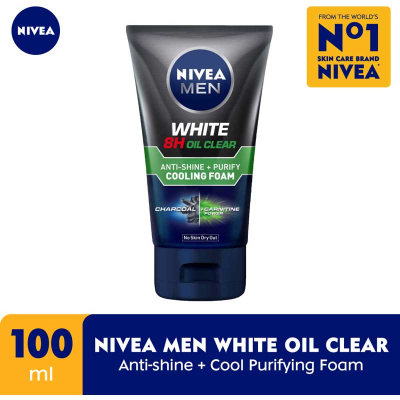 NIVEA
FROM THE WORLD'S
Nº1
SKIN CARE BRAND
NIVEA®
NIVEA
MEN
WHITE
8H OIL CLEAR
ANTI-SHINE + PURIFY
COOLING FOAM
CHARCOAL + CARNITINE
POWER
No Skin Dry Out
100
ml
NIVEA MEN WHITE OIL CLEAR
Anti-shine + Cool Purifying Foam